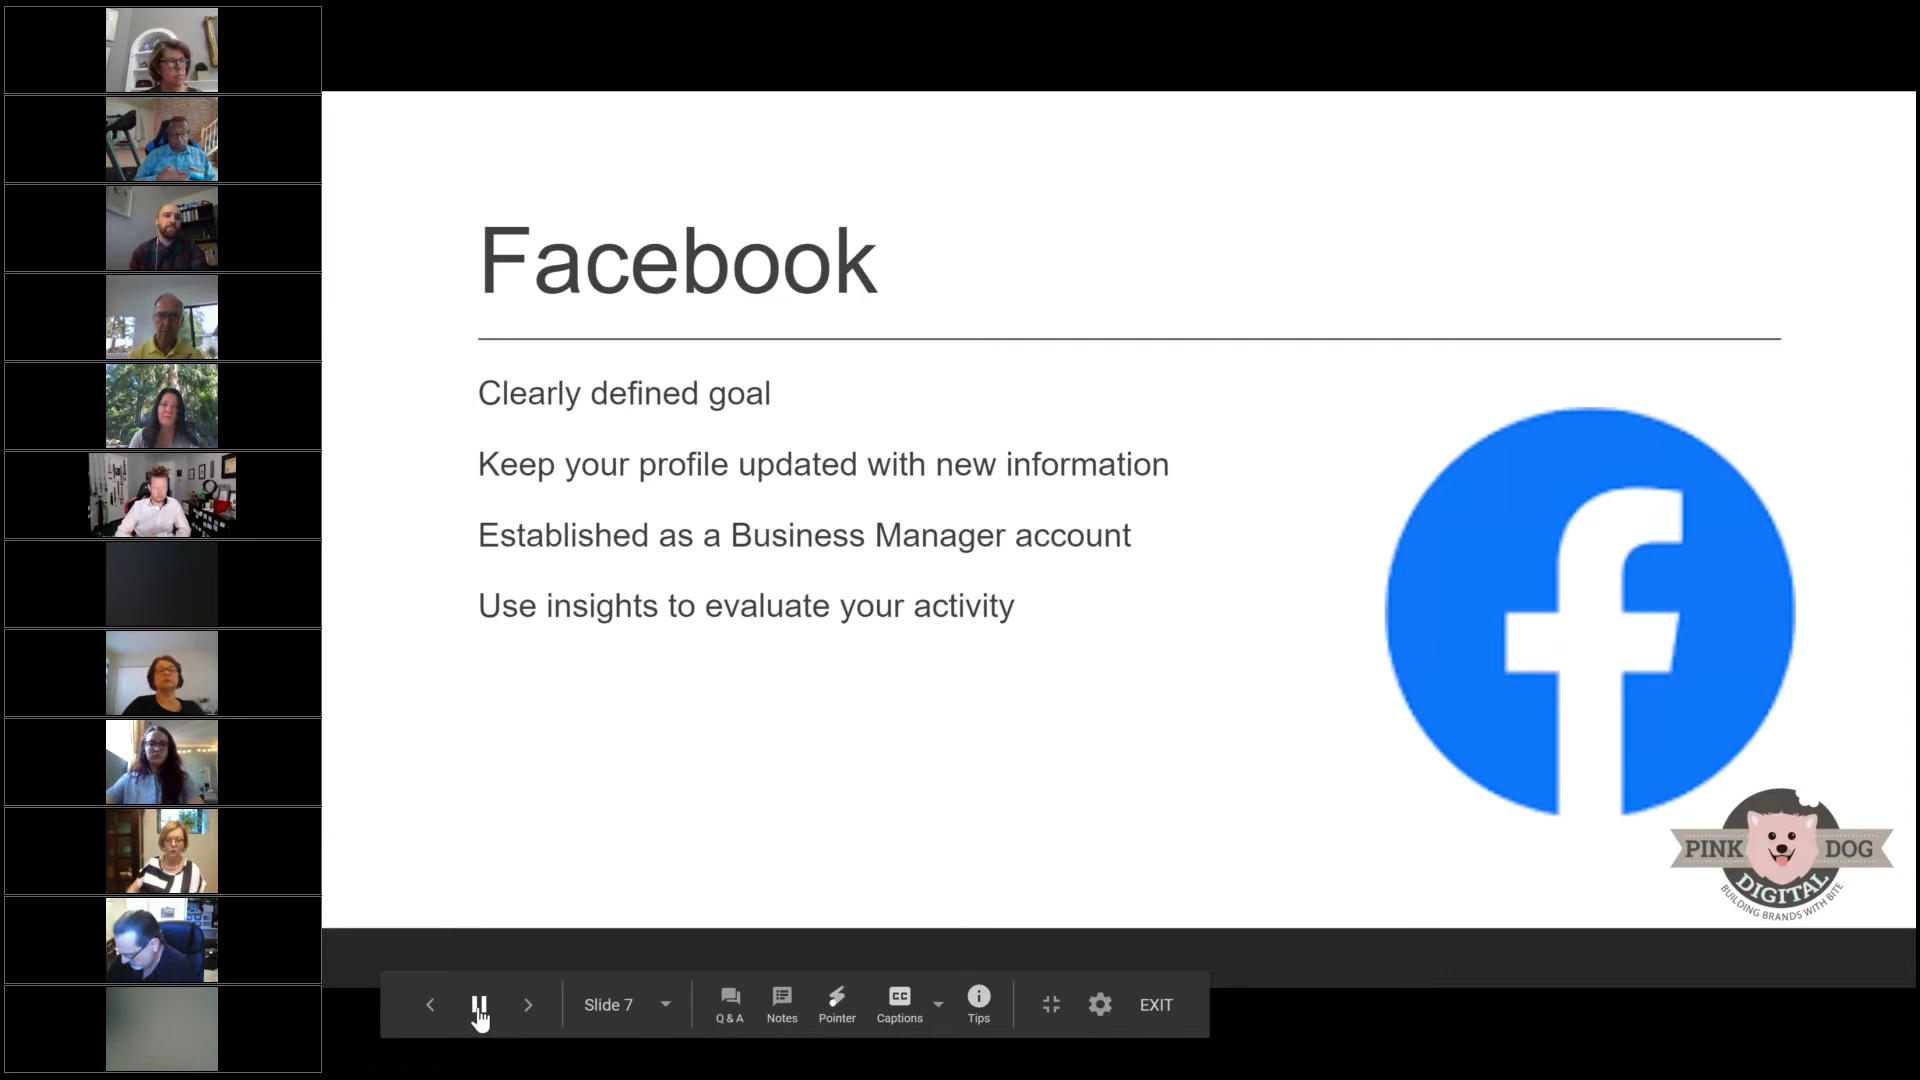 Facebook
Clearly defined goal
Keep your profile updated with new information
Established as a Business Manager account
Use insights to evaluate your activity
PINK DOG
DIGITAL
BUILDING BRANDS WITH BITE
Slide 7
Q & A
Notes
Pointer
CC
Captions
Tips
EXIT